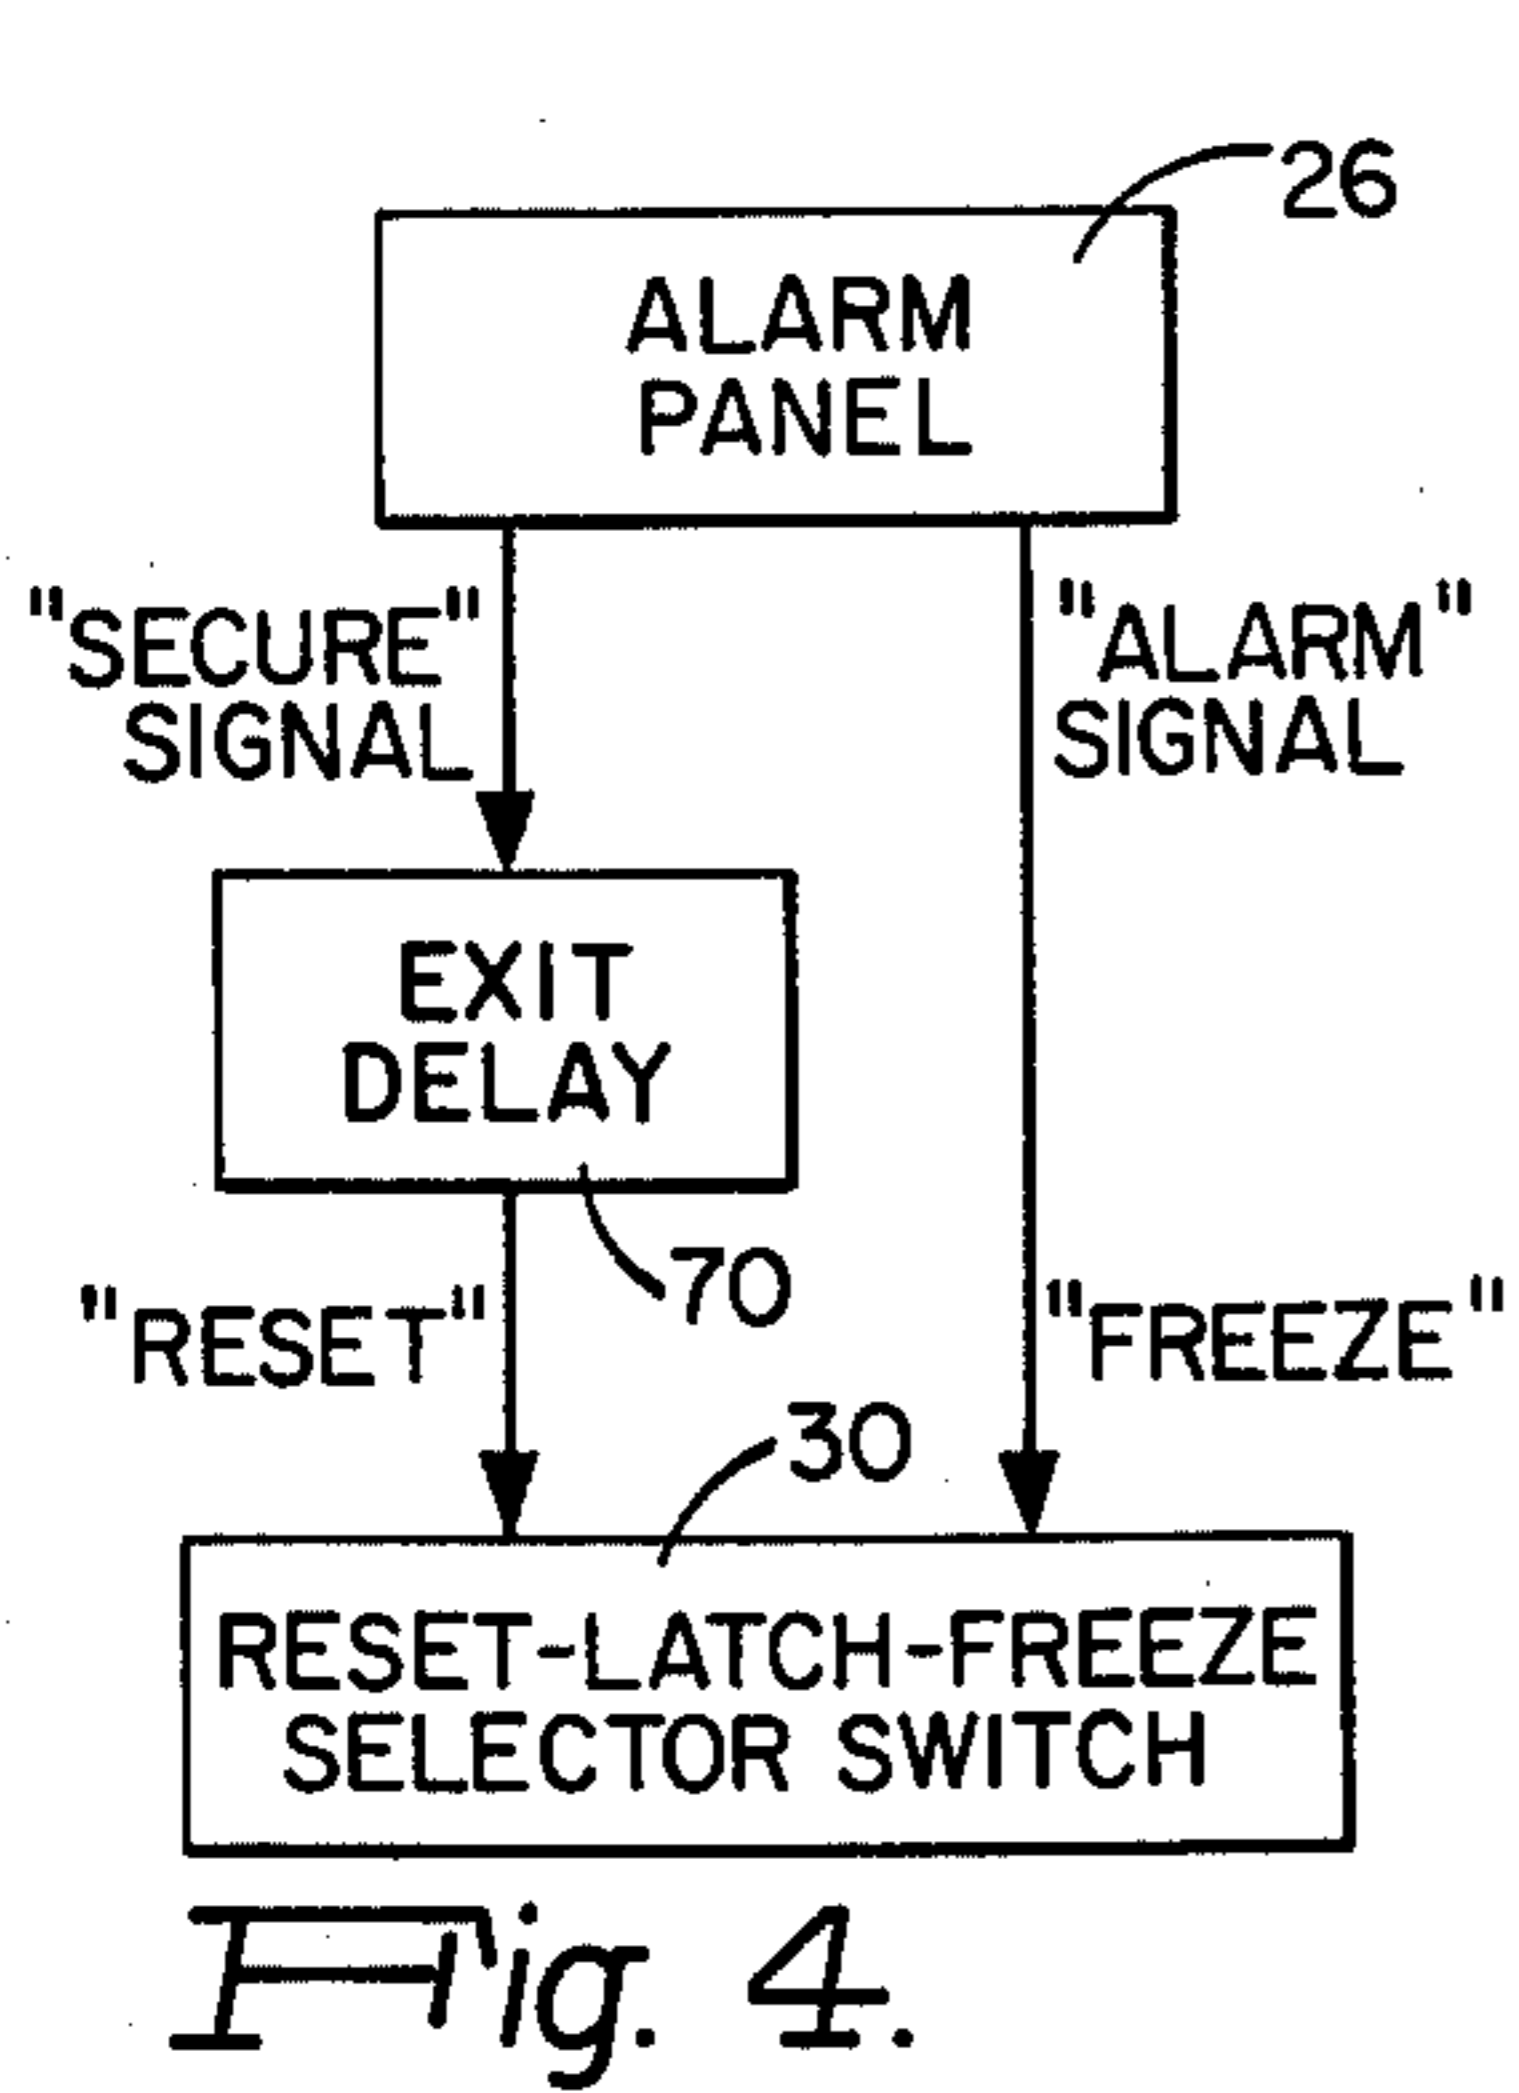 26
ALARM
PANEL
"SECURE"
SIGNAL
"ALARM"
SIGNAL
EXIT
DELAY
70
"RESET"
"FREEZE"
30
RESET-LATCH-FREEZE
SELECTOR SWITCH
Fig. 4.